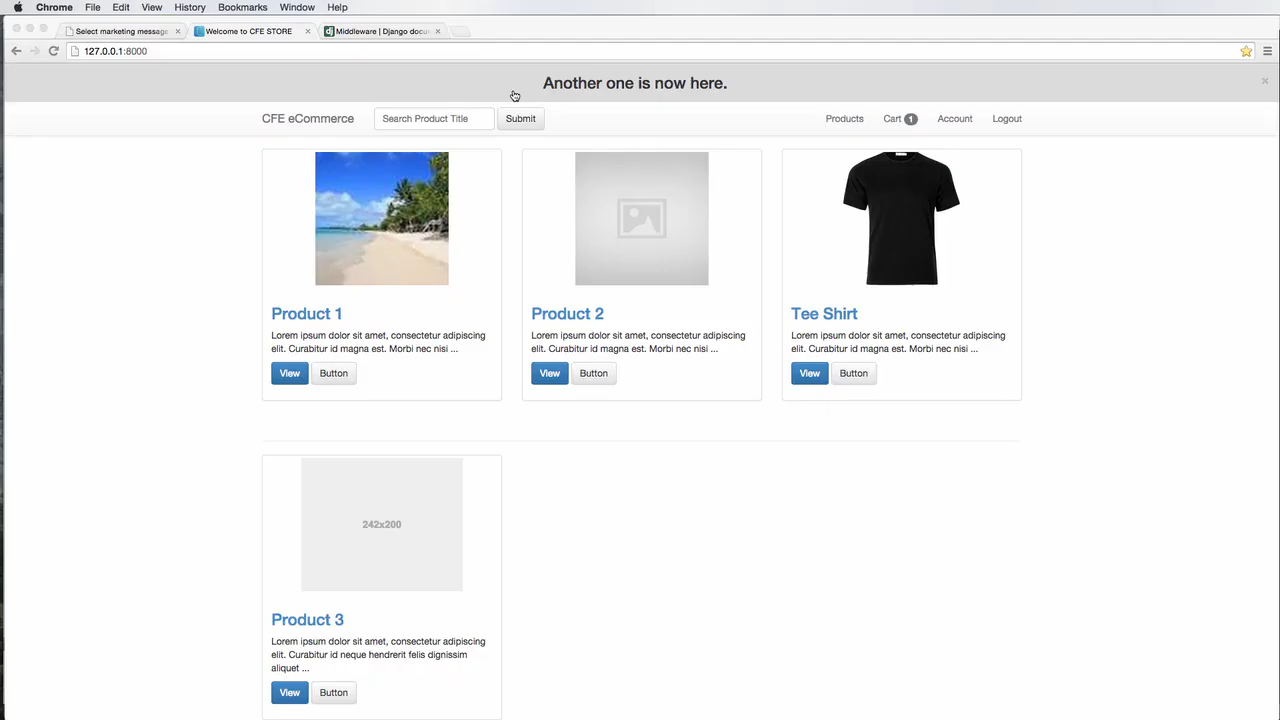 Chrome File Edit View History Bookmarks Window Help
Select marketing message Welcome to CFE STORE Middleware | Django docu
127.0.0.1:8000
Another one is now here.
CFE eCommerce Search Product Title Submit Products Cart 1 Account Logout
Product 1
Lorem ipsum dolor sit amet, consectetur adipiscing
elit. Curabitur id magna est. Morbi nec nisi ...
View Button
Product 2
Lorem ipsum dolor sit amet, consectetur adipiscing
elit. Curabitur id magna est. Morbi nec nisi ...
View Button
Tee Shirt
Lorem ipsum dolor sit amet, consectetur adipiscing
elit. Curabitur id magna est. Morbi nec nisi ...
View Button
242x200
Product 3
Lorem ipsum dolor sit amet, consectetur adipiscing
elit. Curabitur id neque hendrerit felis dignissim
aliquet ...
View Button